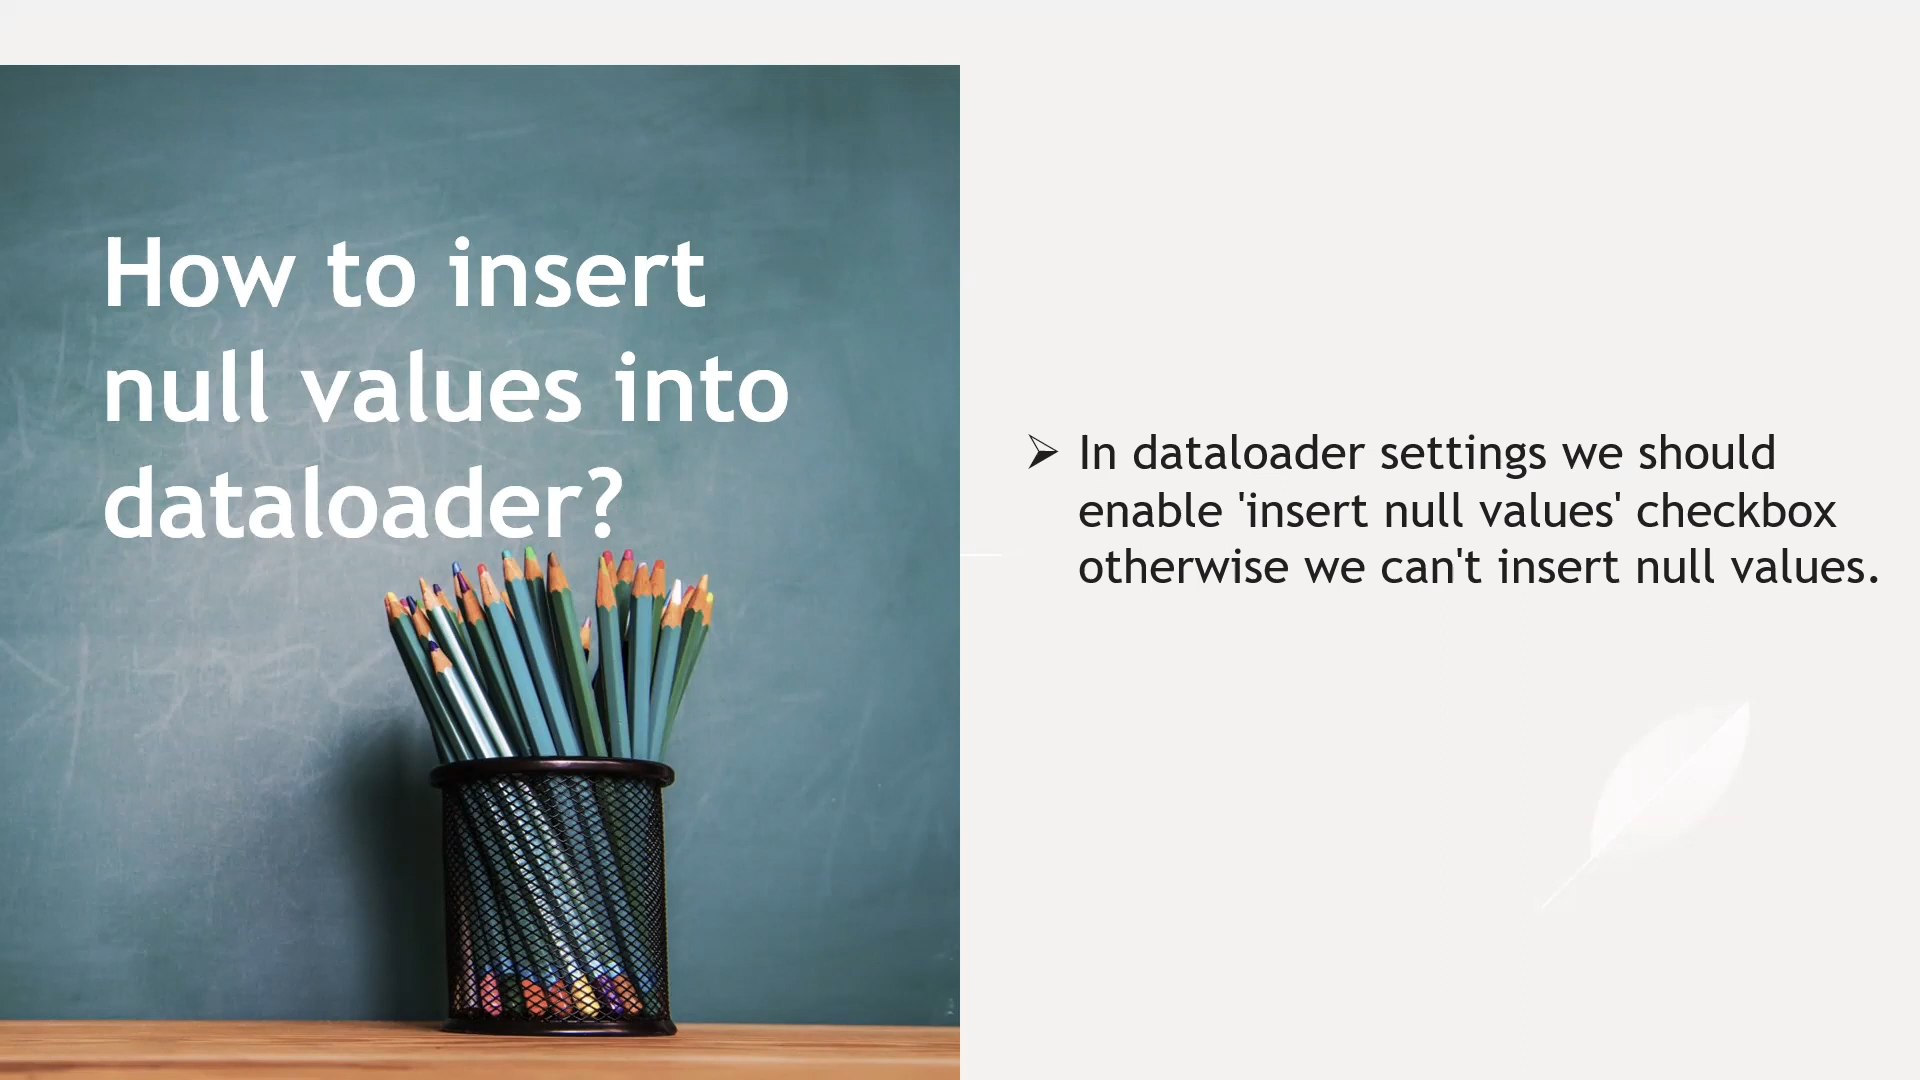 How to insert
null values into
dataloader?
➢ In dataloader settings we should
enable 'insert null values' checkbox
otherwise we can't insert null values.